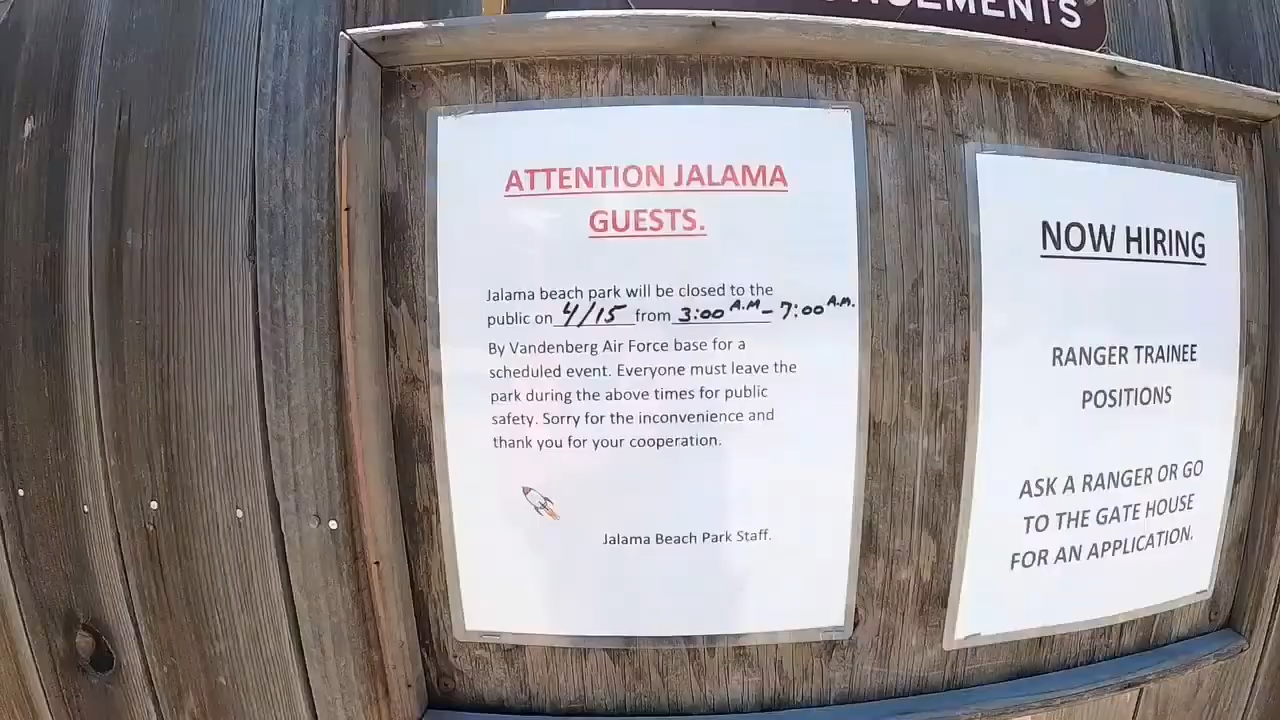 ATTENTION JALAMA
GUESTS.
Jalama beach park will be closed to the
public on 4/15 from 3:00 A.M - 7:00 A.M.
By Vandenberg Air Force base for a
scheduled event. Everyone must leave the
park during the above times for public
safety. Sorry for the inconvenience and
thank you for your cooperation.
Jalama Beach Park Staff.
NOW HIRING
RANGER TRAINEE
POSITIONS
ASK A RANGER OR GO
TO THE GATE HOUSE
FOR AN APPLICATION.